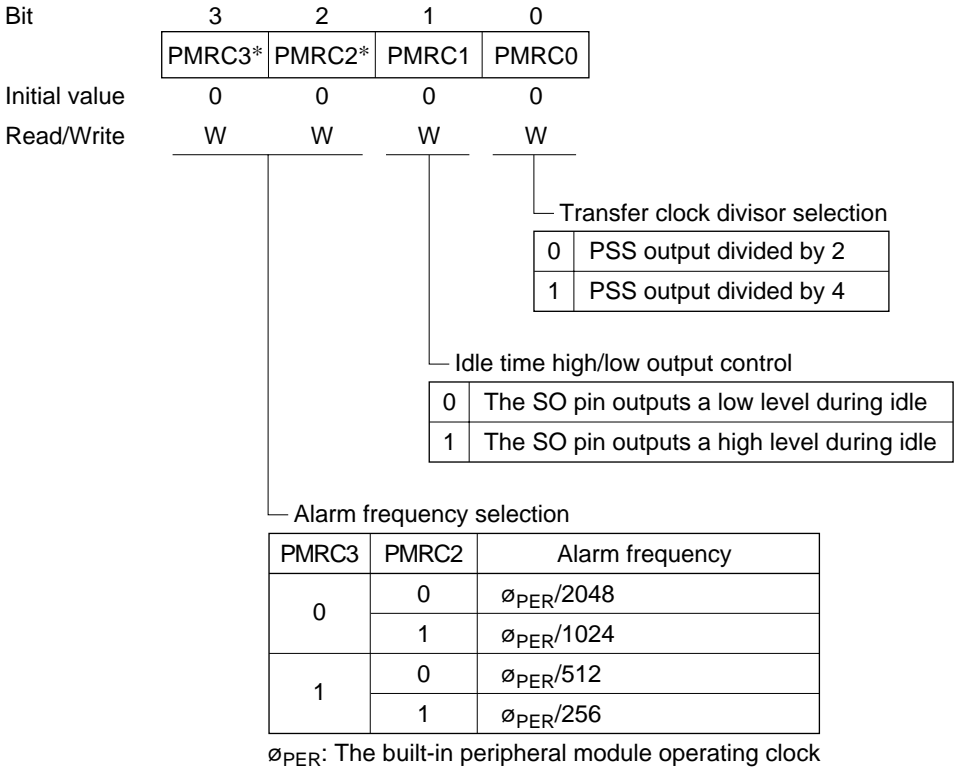 Bit 3 2 1 0
PMRC3* PMRC2* PMRC1 PMRC0
Initial value 0 0 0 0
Read/Write W W W W
Transfer clock divisor selection
0 PSS output divided by 2
1 PSS output divided by 4
Idle time high/low output control
0 The SO pin outputs a low level during idle
1 The SO pin outputs a high level during idle
Alarm frequency selection
PMRC3 PMRC2 Alarm frequency
0 0 øPER/2048
1 øPER/1024
1 0 øPER/512
1 øPER/256
øPER: The built-in peripheral module operating clock